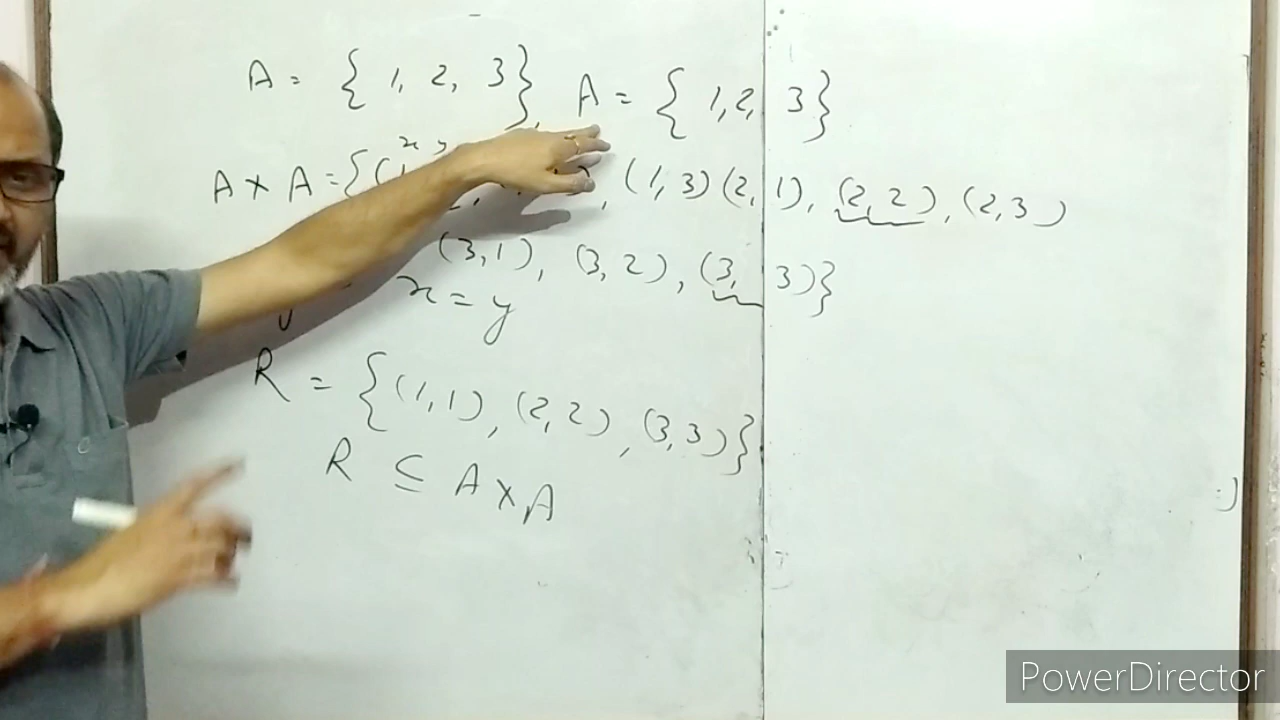 A = { 1, 2, 3}, A = { 1, 2, 3}
x y
A × A = {(1, , (1, 3) (2, 1), (2, 2), (2, 3)
(3, 1), (3, 2), (3, 3)}
x = y
R = {(1, 1), (2, 2), (3, 3)}
R ⊆ A × A
PowerDirector